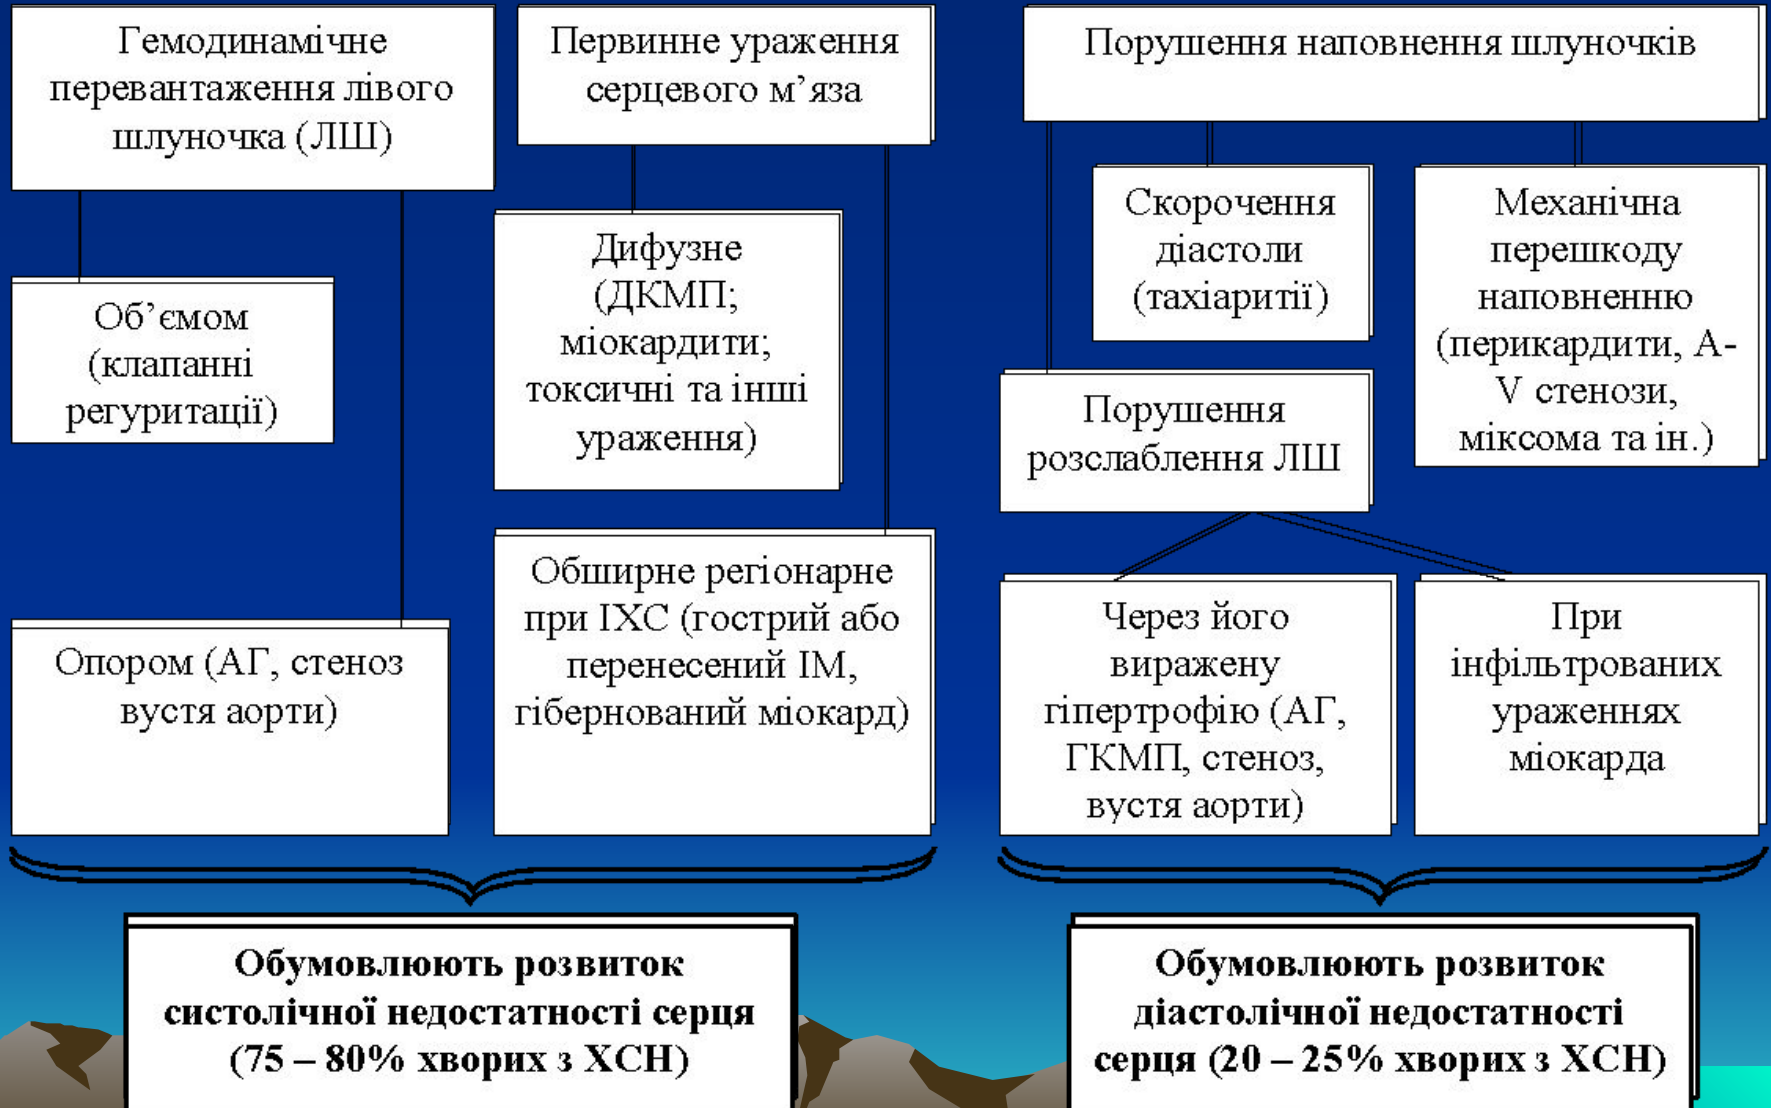 Гемодинамічне
перевантаження лівого
шлуночка (ЛШ)
Об’ємом
(клапанні
регуритації)
Опором (АГ, стеноз
вустя аорти)
Первинне ураження
серцевого м’яза
Дифузне
(ДКМП;
міокардити;
токсичні та інші
ураження)
Обширне регіонарне
при ІХС (гострий або
перенесений ІМ,
гібернований міокард)
Порушення наповнення шлуночків
Скорочення
діастоли
(тахіаритії)
Механічна
перешкоду
наповненню
(перикардити, А-
V стенози,
міксома та ін.)
Порушення
розслаблення ЛШ
Через його
виражену
гіпертрофію (АГ,
ГКМП, стеноз,
вустя аорти)
При
інфільтрованих
ураженнях
міокарда
Обумовлюють розвиток
систолічної недостатності серця
(75 – 80% хворих з ХСН)
Обумовлюють розвиток
діастолічної недостатності
серця (20 – 25% хворих з ХСН)